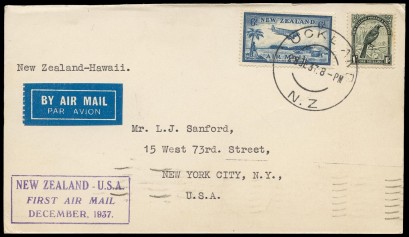 NEW ZEALAND
AIR MAIL
N.Z
New Zealand-Hawaii.
BY AIR MAIL
PAR AVION
Mr. L.J. Sanford,
15 West 73rd. Street,
NEW YORK CITY, N.Y.,
U.S.A.
NEW ZEALAND - U.S.A.
FIRST AIR MAIL
DECEMBER, 1937.